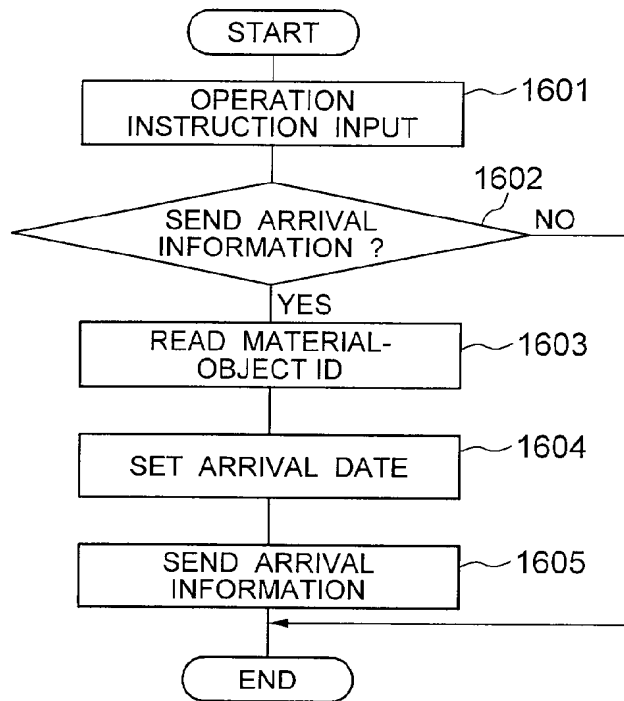 START
OPERATION
INSTRUCTION INPUT
1601
1602
SEND ARRIVAL
INFORMATION ?
NO
YES
READ MATERIAL-
OBJECT ID
1603
SET ARRIVAL DATE
1604
SEND ARRIVAL
INFORMATION
1605
END